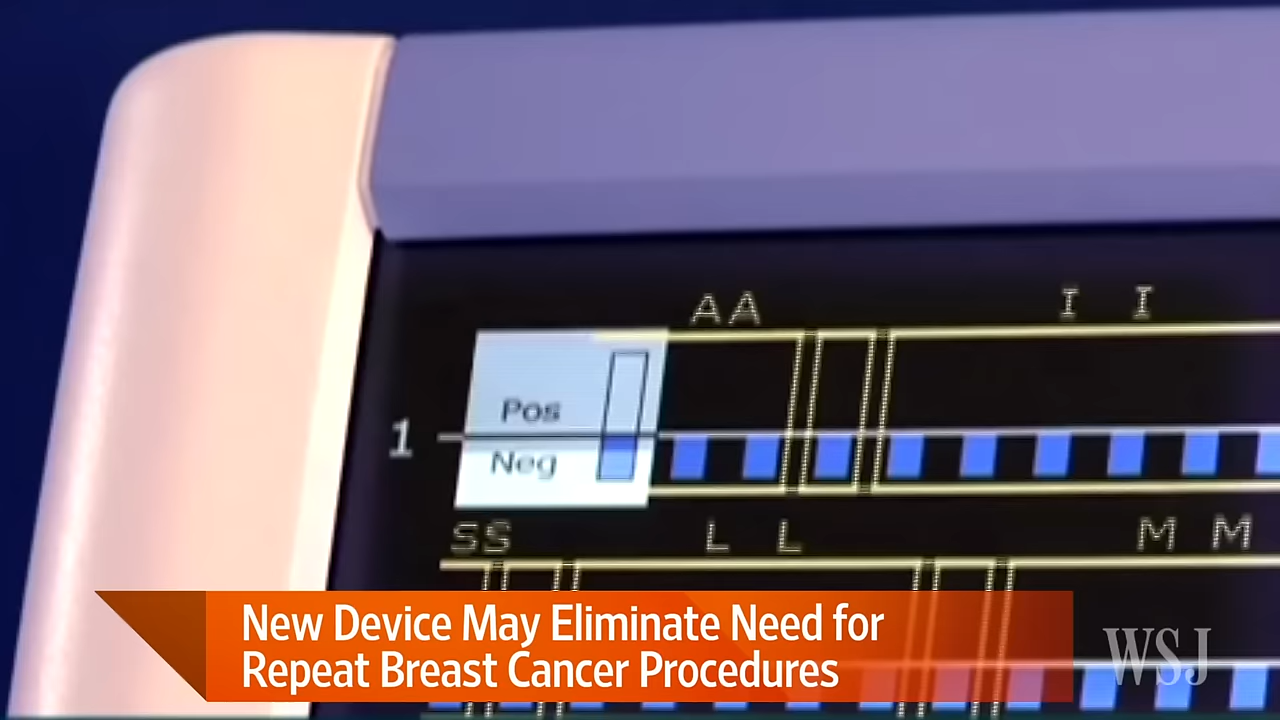 AA I I
Pos
1
Neg
SS L L M M
New Device May Eliminate Need for
Repeat Breast Cancer Procedures
WSJ